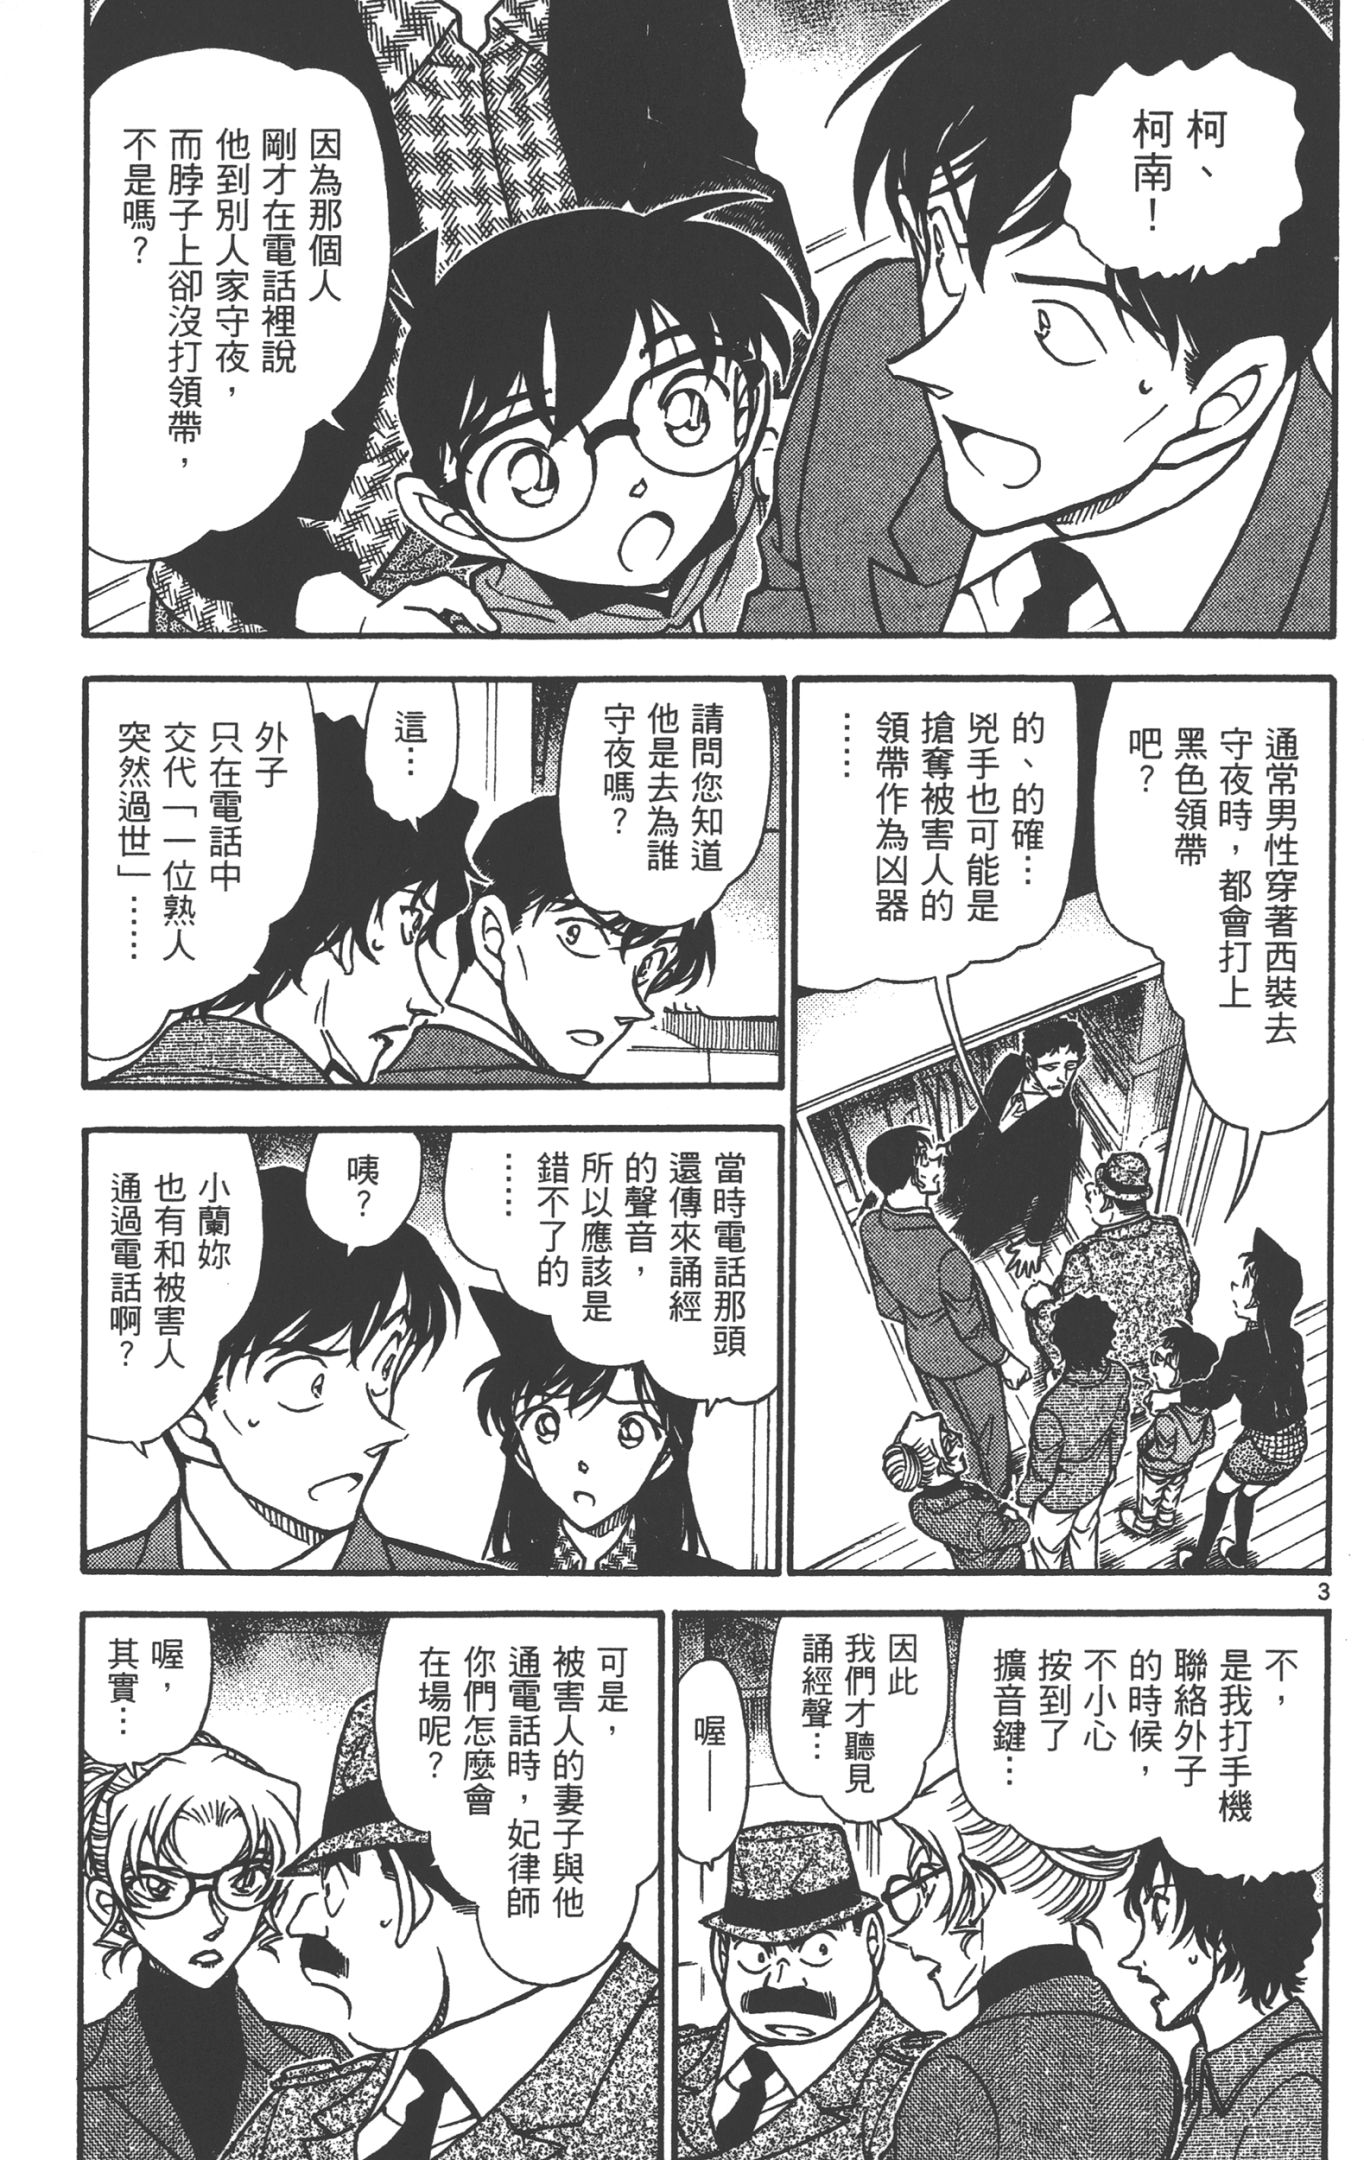 柯、
柯南！
因為那個人
剛才在電話裡說
他到別人家守夜，
而脖子上卻沒打領帶，
不是嗎？
通常男性穿著西裝去
守夜時，都會打上
黑色領帶
吧？
的、的確…
兇手也可能是
搶奪被害人的
領帶作為凶器
……
請問您知道
他是去為誰
守夜嗎？
這…
外子
只在電話中
交代「一位熟人
突然過世」……
當時電話那頭
還傳來誦經
的聲音，
所以應該是
錯不了的
……
咦？
小蘭妳
也有和被害人
通過電話啊？
3
不，
是我打手機
聯絡外子
的時候，
不小心
按到了
擴音鍵…
因此
我們才聽見
誦經聲…
喔——
可是，
被害人的妻子與他
通電話時，妃律師
你們怎麼會
在場呢？
喔，
其實…